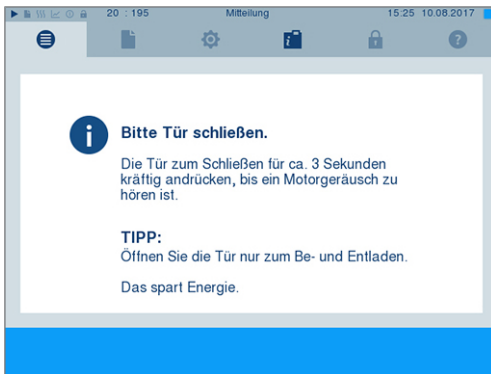 20 : 195 Mitteilung 15:25 10.08.2017
Bitte Tür schließen.
Die Tür zum Schließen für ca. 3 Sekunden
kräftig andrücken, bis ein Motorgeräusch zu
hören ist.
TIPP:
Öffnen Sie die Tür nur zum Be- und Entladen.
Das spart Energie.